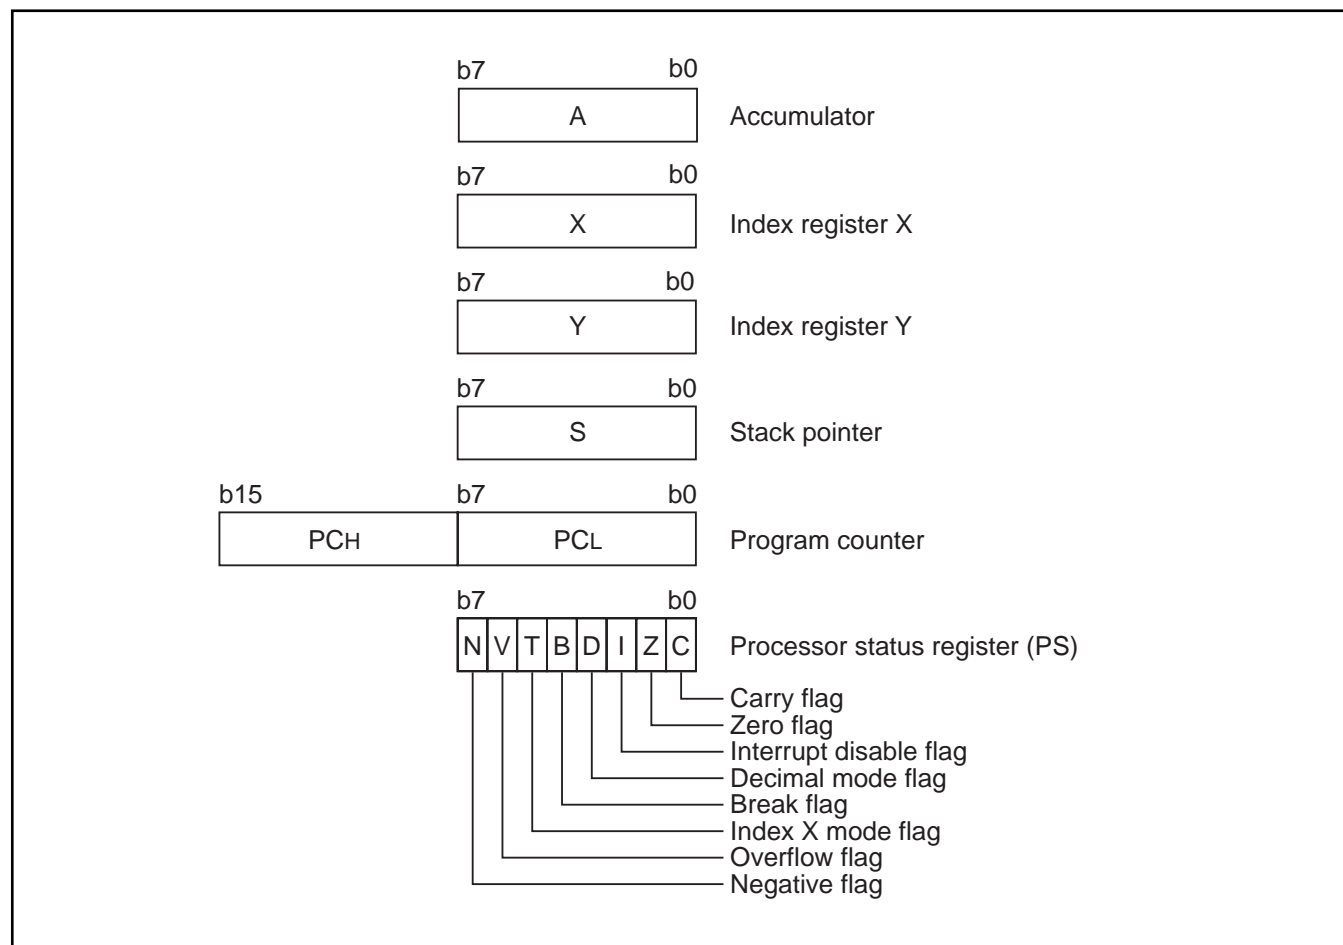 b7 b0
A Accumulator
b7 b0
X Index register X
b7 b0
Y Index register Y
b7 b0
S Stack pointer
b15 b7 b0
PCH PCL Program counter
b7 b0
N V T B D I Z C Processor status register (PS)
Carry flag
Zero flag
Interrupt disable flag
Decimal mode flag
Break flag
Index X mode flag
Overflow flag
Negative flag